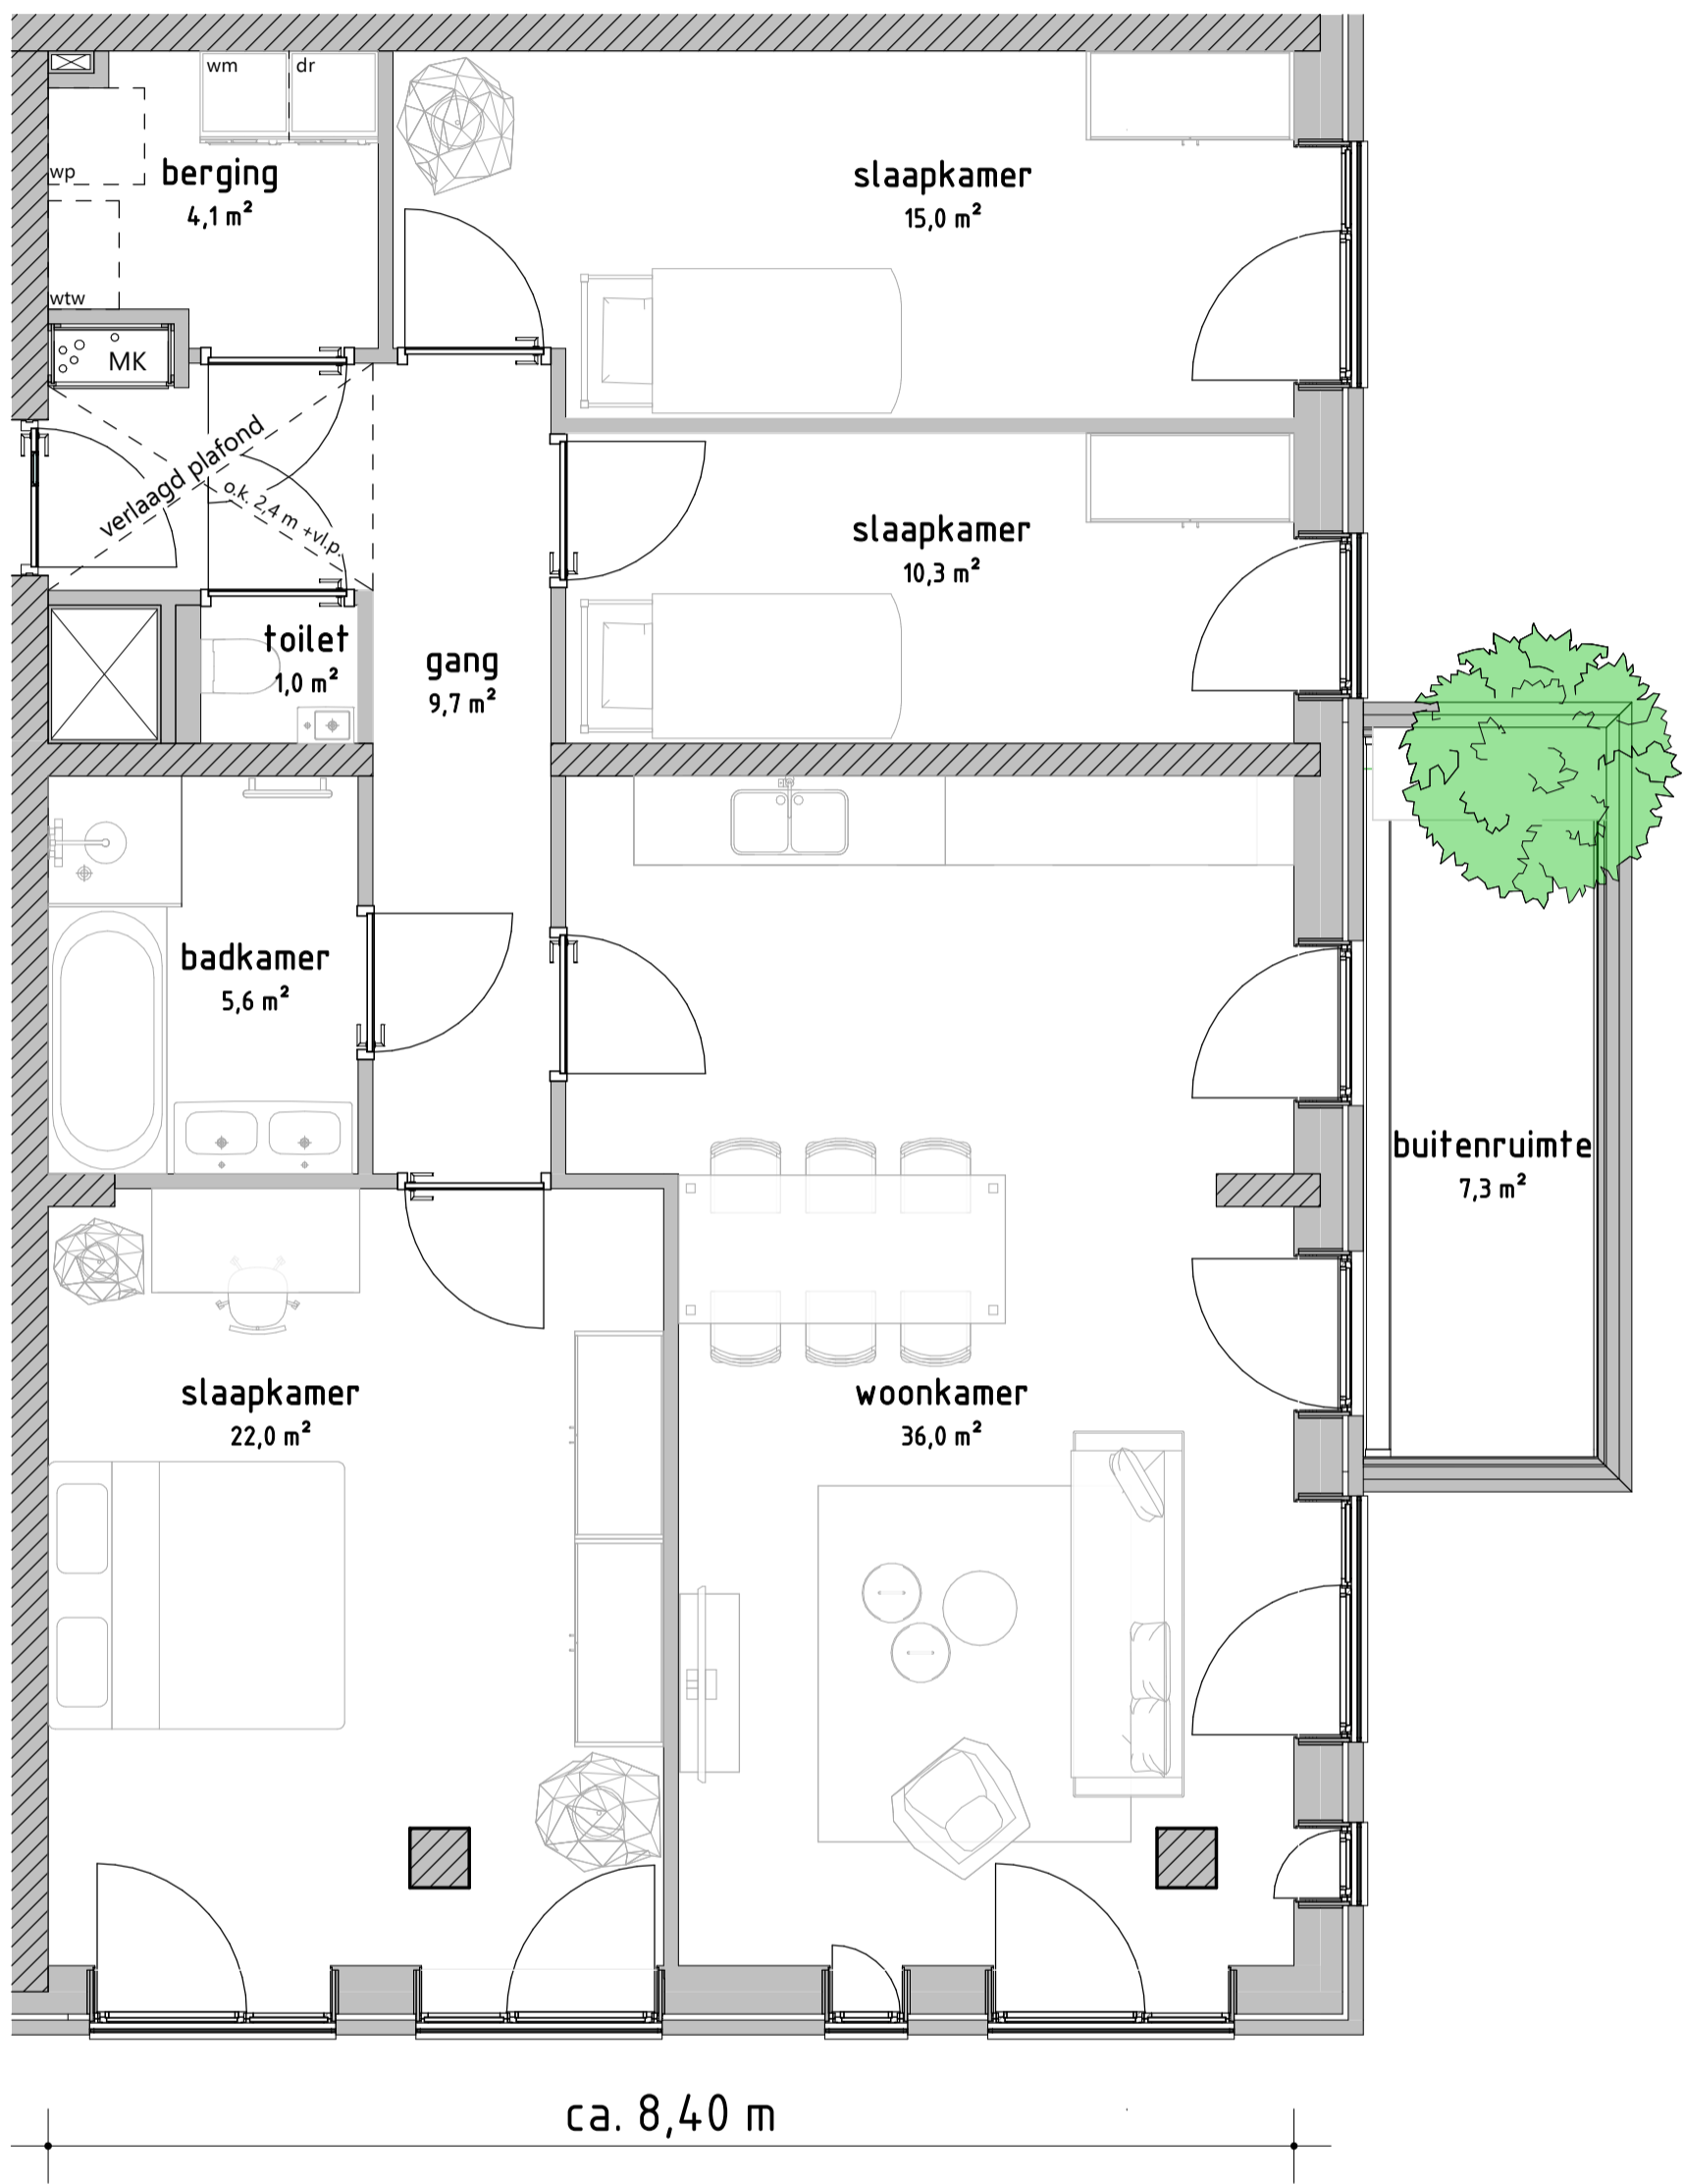 wm
dr
wp
berging
4,1 m²
slaapkamer
15,0 m²
wtw
MK
verlaagd plafond
o.k. 2,4 m +vl.p.
slaapkamer
10,3 m²
toilet
1,0 m²
gang
9,7 m²
badkamer
5,6 m²
buitenruimte
7,3 m²
slaapkamer
22,0 m²
woonkamer
36,0 m²
ca. 8,40 m